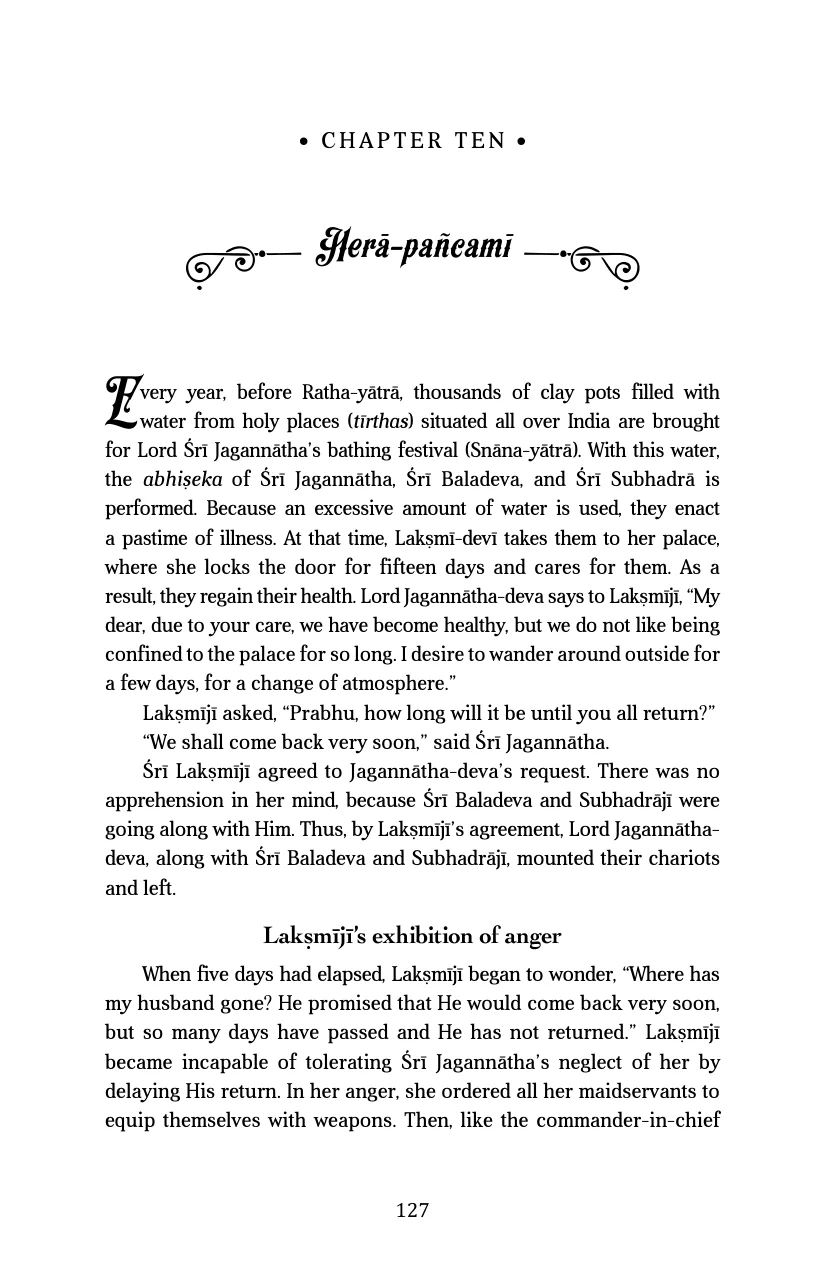 • CHAPTER TEN •
Herā-pañcamī
Every year, before Ratha-yātrā, thousands of clay pots filled with
water from holy places (tīrthas) situated all over India are brought
for Lord Śrī Jagannātha’s bathing festival (Snāna-yātrā). With this water,
the abhiṣeka of Śrī Jagannātha, Śrī Baladeva, and Śrī Subhadrā is
performed. Because an excessive amount of water is used, they enact
a pastime of illness. At that time, Lakṣmī-devī takes them to her palace,
where she locks the door for fifteen days and cares for them. As a
result, they regain their health. Lord Jagannātha-deva says to Lakṣmījī, “My
dear, due to your care, we have become healthy, but we do not like being
confined to the palace for so long. I desire to wander around outside for
a few days, for a change of atmosphere.”
Lakṣmījī asked, “Prabhu, how long will it be until you all return?”
“We shall come back very soon,” said Śrī Jagannātha.
Śrī Lakṣmījī agreed to Jagannātha-deva’s request. There was no
apprehension in her mind, because Śrī Baladeva and Subhadrājī were
going along with Him. Thus, by Lakṣmījī’s agreement, Lord Jagannātha-
deva, along with Śrī Baladeva and Subhadrājī, mounted their chariots
and left.
Lakṣmījī’s exhibition of anger
When five days had elapsed, Lakṣmījī began to wonder, “Where has
my husband gone? He promised that He would come back very soon,
but so many days have passed and He has not returned.” Lakṣmījī
became incapable of tolerating Śrī Jagannātha’s neglect of her by
delaying His return. In her anger, she ordered all her maidservants to
equip themselves with weapons. Then, like the commander-in-chief
127